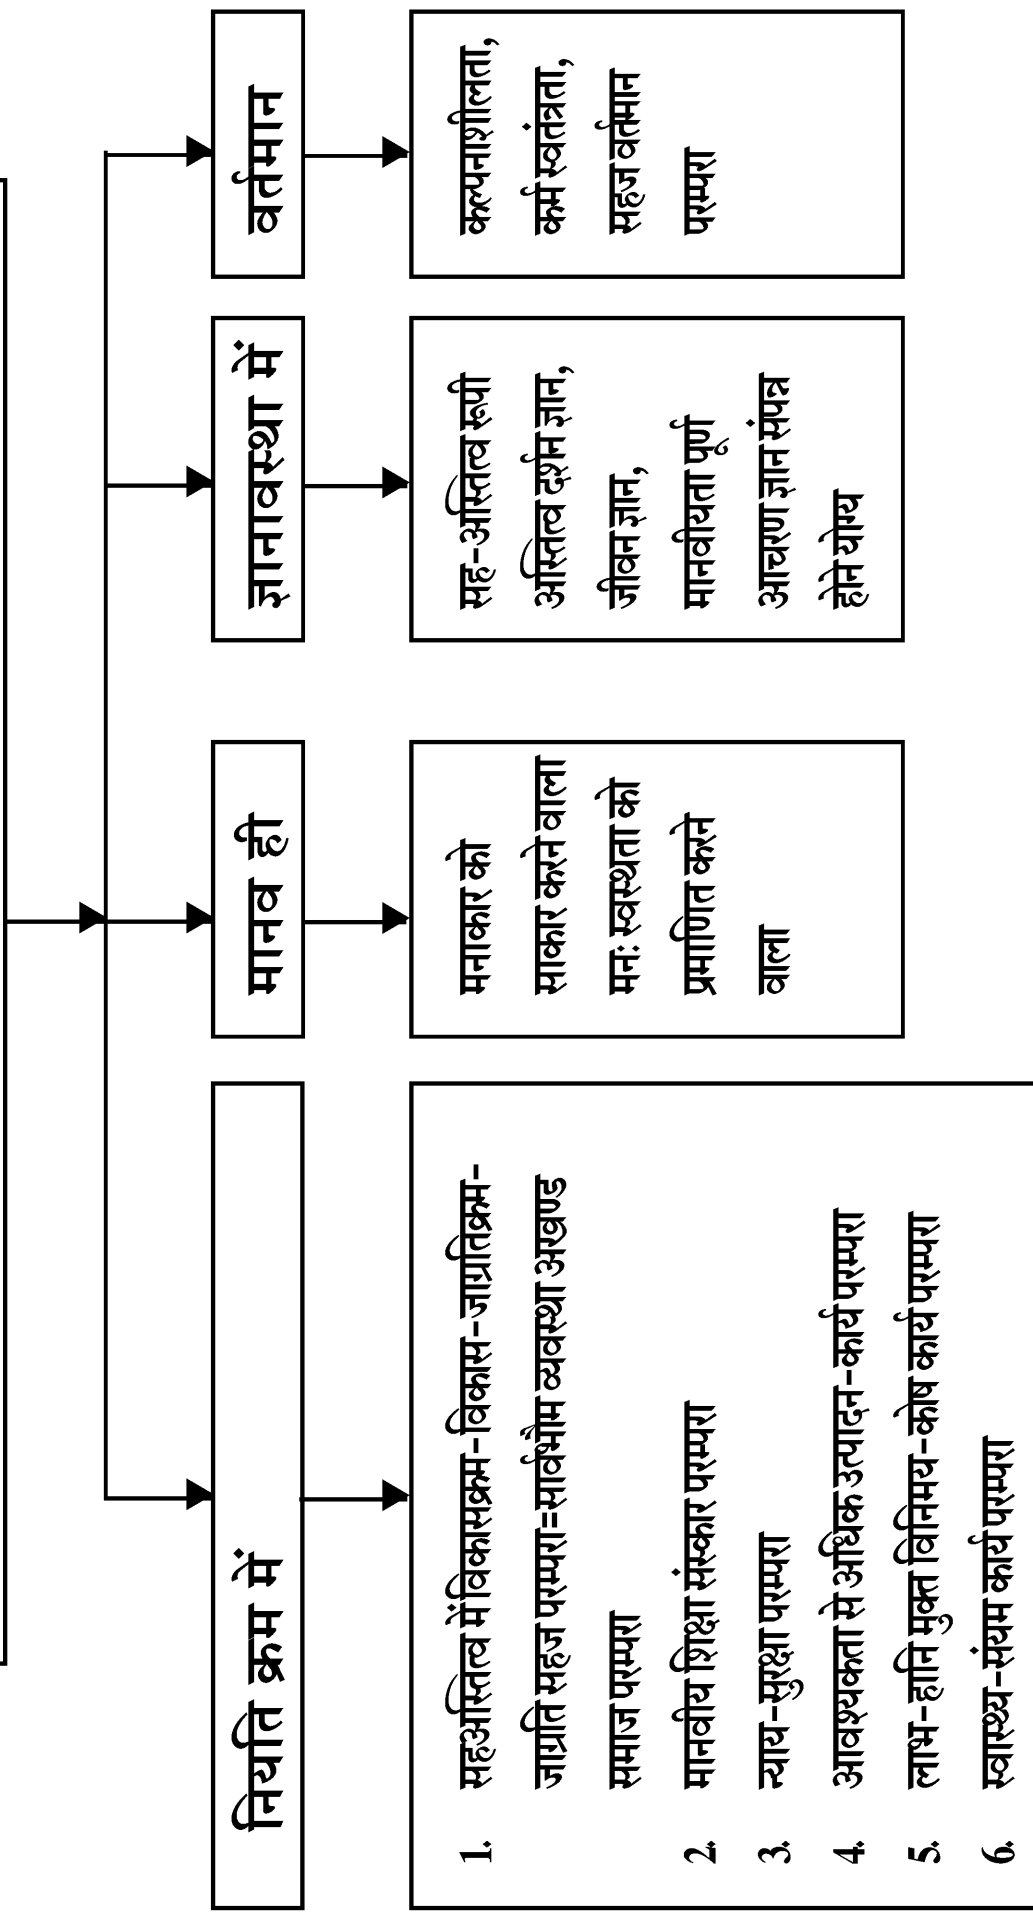 नियति क्रम में
1. सहअस्तित्व में विकासक्रम-विकास-जाग्रतिक्रम-
जाग्रति सहज परम्परा=सार्वभौम व्यवस्था अखण्ड
समाज परम्परा
2. मानवीय शिक्षा संस्कार परम्परा
3. न्याय-सुरक्षा परम्परा
4. आवश्यकता से अधिक उत्पादन-कार्य परम्परा
5. लाभ-हानि मुक्त विनिमय-कोष कार्य परम्परा
6. स्वास्थ्य-संयम कार्य परम्परा
मानव ही
मनाकार को
साकार करने वाला
मनः स्वस्थता को
प्रमाणित करने
वाला
ज्ञानावस्था में
सह-अस्तित्व रूपी
अस्तित्व दर्शन ज्ञान,
जीवन ज्ञान,
मानवीयता पूर्ण
आचरण ज्ञान संपन्न
होने योग्य
वर्तमान
कल्पनाशीलता,
कर्म स्वतंत्रता,
सहज वर्तमान
परम्परा